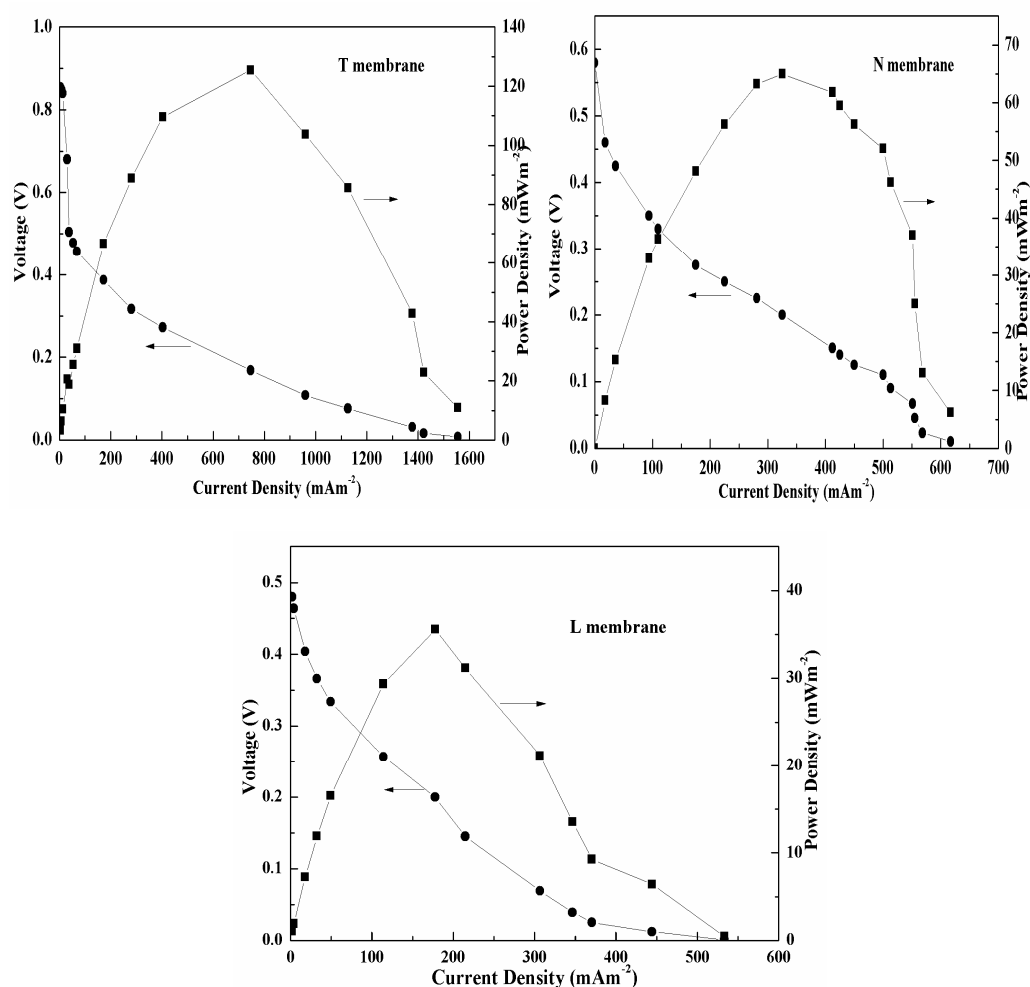 T membrane
Voltage (V)
1.0
0.8
0.6
0.4
0.2
0.0
140
120
100
80
60
40
20
0
Power Density (mWm⁻²)
0 200 400 600 800 1000 1200 1400 1600
Current Density (mAm⁻²)
N membrane
Voltage (V)
0.6
0.5
0.4
0.3
0.2
0.1
0.0
70
60
50
40
30
20
10
0
Power Density (mWm⁻²)
0 100 200 300 400 500 600 700
Current Density (mAm⁻²)
L membrane
Voltage (V)
0.5
0.4
0.3
0.2
0.1
0.0
40
30
20
10
0
Power Density (mWm⁻²)
0 100 200 300 400 500 600
Current Density (mAm⁻²)